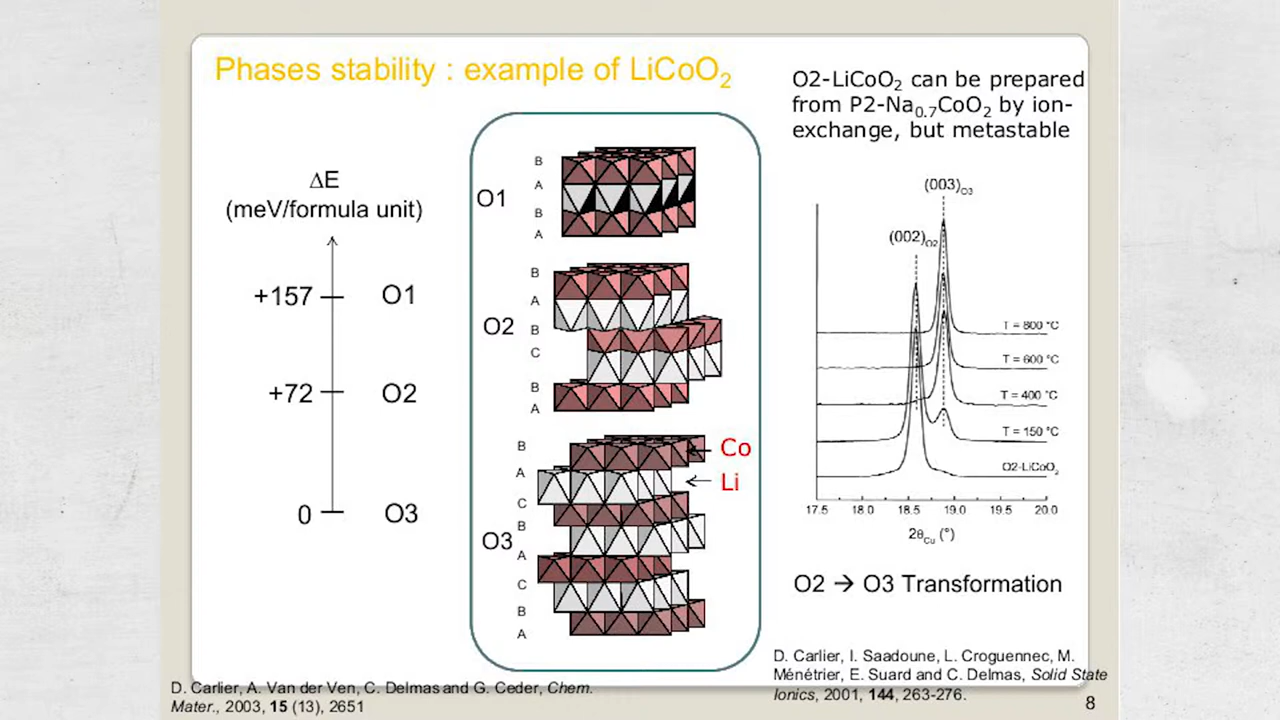 Phases stability : example of LiCoO₂
O2-LiCoO₂ can be prepared
from P2-Na₀.₇CoO₂ by ion-
exchange, but metastable
ΔE
(meV/formula unit)
+157
O1
+72
O2
0
O3
O1
B
A
B
A
O2
B
A
B
C
B
A
O3
B
A
C
B
A
C
B
A
Co
Li
(003)O3
(002)O2
T = 800 °C
T = 600 °C
T = 400 °C
T = 150 °C
O2-LiCoO₂
17.5 18.0 18.5 19.0 19.5 20.0
2θCu (°)
O2 → O3 Transformation
D. Carlier, A. Van der Ven, C. Delmas and G. Ceder, Chem.
Mater., 2003, 15 (13), 2651
D. Carlier, I. Saadoune, L. Croguennec, M.
Ménétrier, E. Suard and C. Delmas, Solid State
Ionics, 2001, 144, 263-276.
8